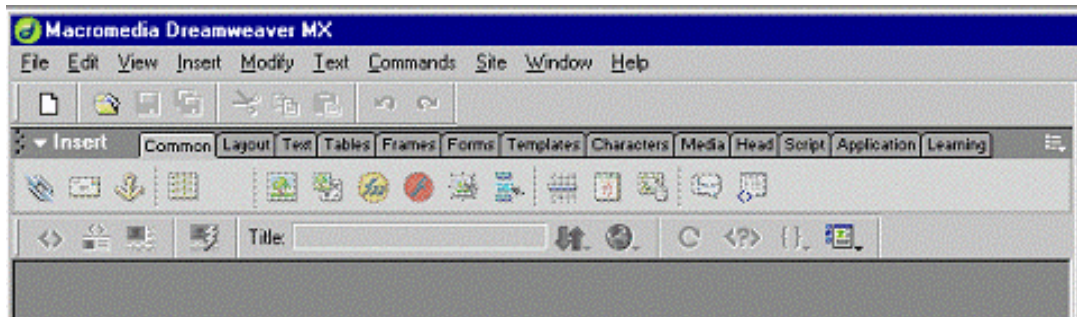 Macromedia Dreamweaver MX
File Edit View Insert Modify Text Commands Site Window Help
Insert Common Layout Text Tables Frames Forms Templates Characters Media Head Script Application Learning
Title: